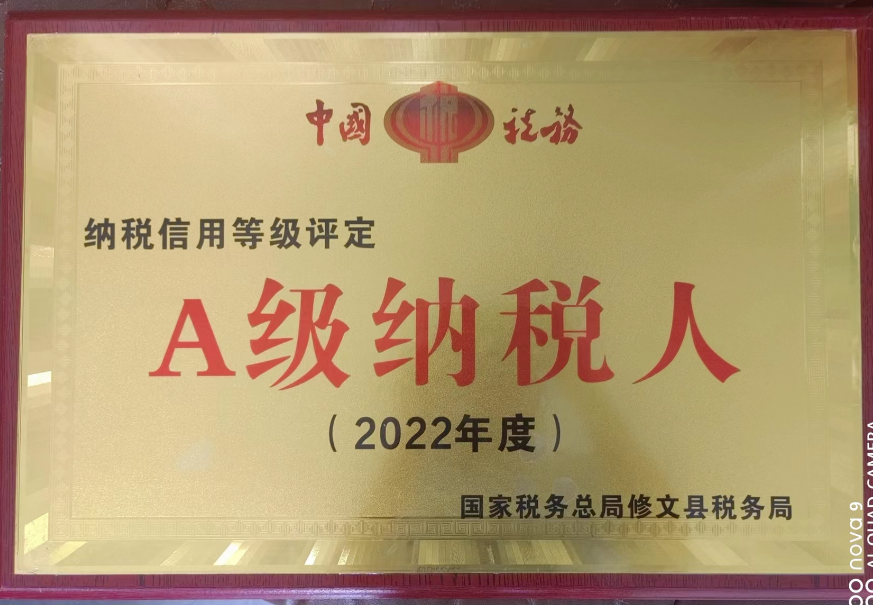 中国 税 税務
纳税信用等级评定
A级纳税人
（2022年度）
国家税务总局修文县税务局
nova 9
AI QUAD CAMERA